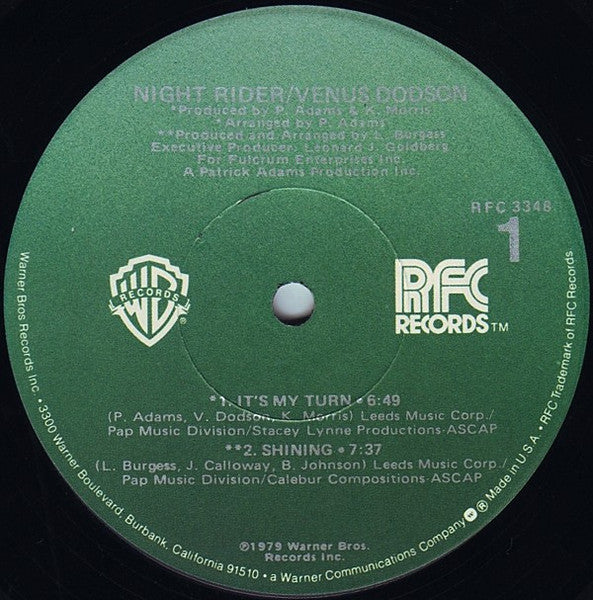 NIGHT RIDER/VENUS DODSON
*Produced by P. Adams & K. Morris
*Arranged by P. Adams
**Produced and Arranged by L. Burgess
Executive Producer: Leonard J. Goldberg
For Fulcrum Enterprises Inc.
A Patrick Adams Production Inc.
RFC 3348
1
WB
RECORDS
®
RFC
RECORDS™
*1. IT'S MY TURN • 6:49
(P. Adams, V. Dodson, K. Morris) Leeds Music Corp./
Pap Music Division/Stacey Lynne Productions-ASCAP
**2. SHINING • 7:37
(L. Burgess, J. Calloway, B. Johnson) Leeds Music Corp./
Pap Music Division/Calebur Compositions-ASCAP
℗1979 Warner Bros.
Records Inc.
Warner Bros Records Inc. • 3300 Warner Boulevard, Burbank, California 91510 • a Warner Communications Company ⓦ ® Made in U.S.A. • RFC Trademark of RFC Records